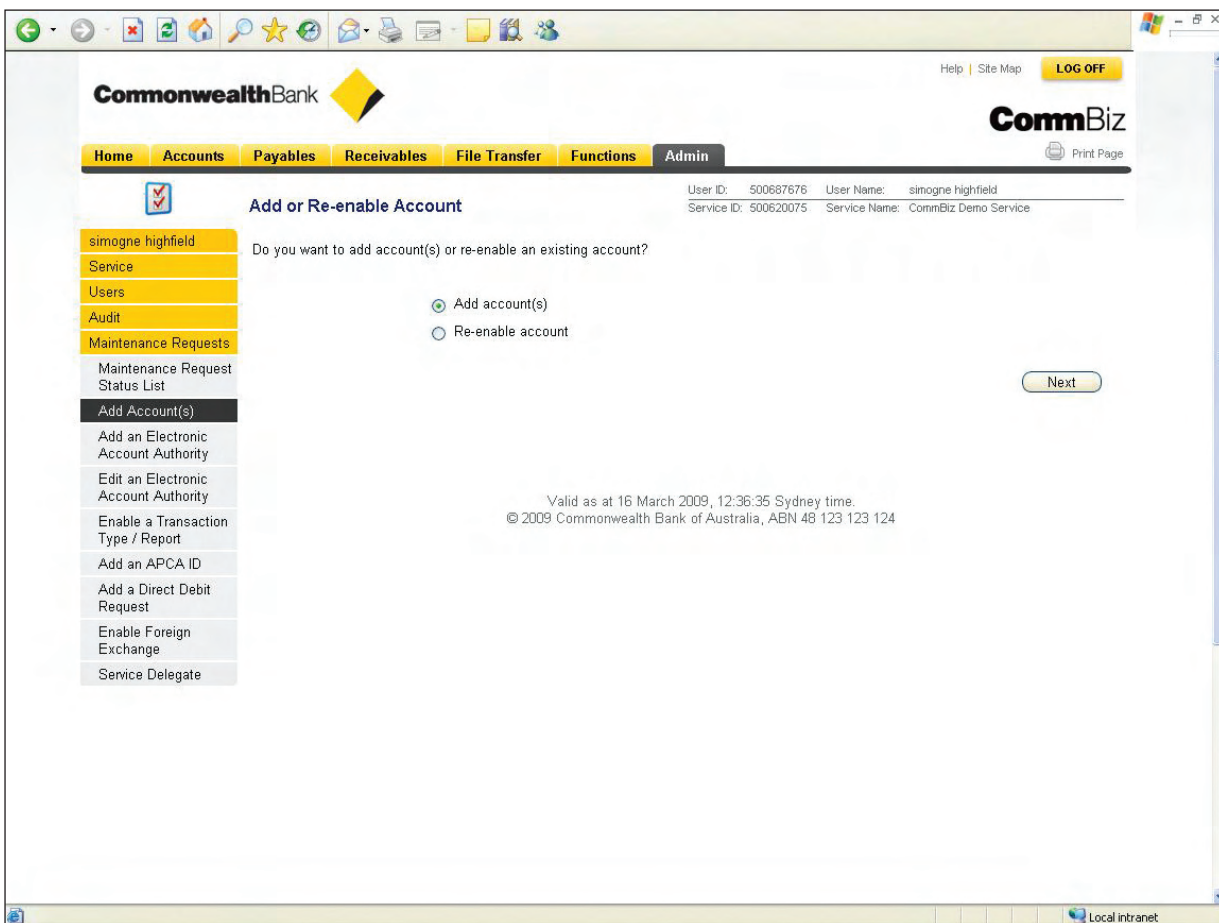 Help | Site Map LOG OFF
CommonwealthBank
CommBiz
Home Accounts Payables Receivables File Transfer Functions Admin
Print Page
User ID: 500687676 User Name: simogne highfield
Service ID: 500620075 Service Name: CommBiz Demo Service
Add or Re-enable Account
simogne highfield
Service
Users
Audit
Maintenance Requests
Maintenance Request
Status List
Add Account(s)
Add an Electronic
Account Authority
Edit an Electronic
Account Authority
Enable a Transaction
Type / Report
Add an APCA ID
Add a Direct Debit
Request
Enable Foreign
Exchange
Service Delegate
Do you want to add account(s) or re-enable an existing account?
Add account(s)
Re-enable account
Next
Valid as at 16 March 2009, 12:36:35 Sydney time.
© 2009 Commonwealth Bank of Australia, ABN 48 123 123 124
Local intranet